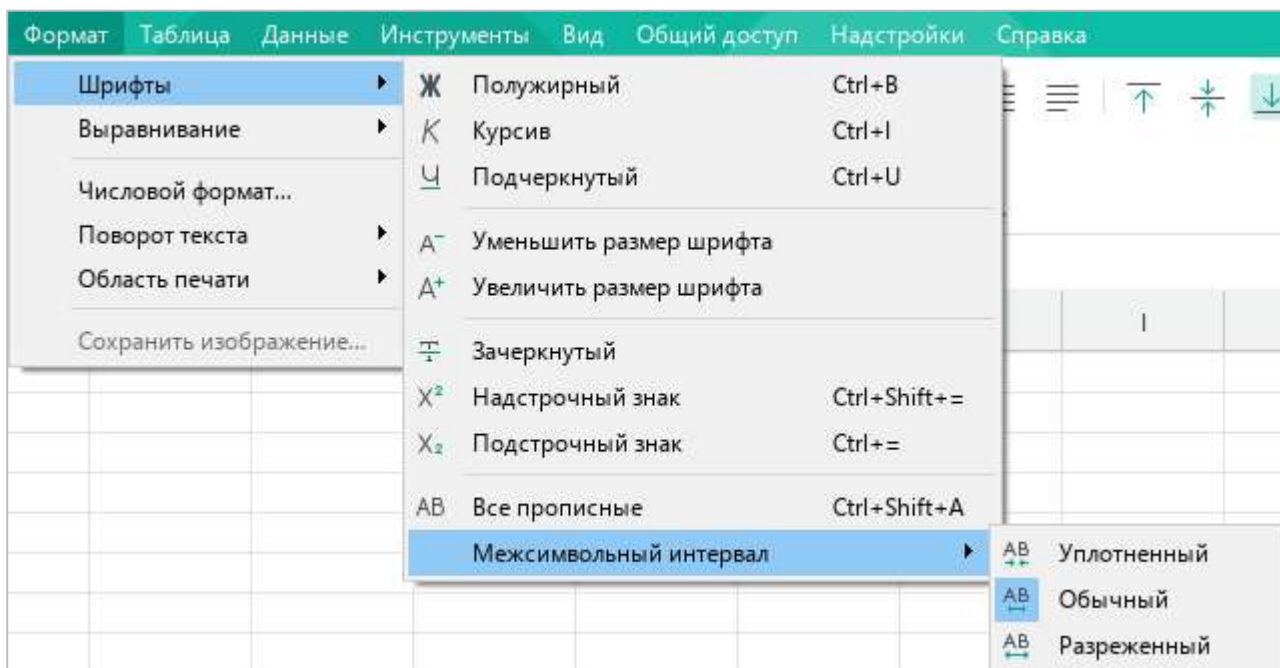 Формат Таблица Данные Инструменты Вид Общий доступ Надстройки Справка
Шрифты
Выравнивание
Числовой формат...
Поворот текста
Область печати
Сохранить изображение...
Ж Полужирный Ctrl+B
К Курсив Ctrl+I
Ч Подчеркнутый Ctrl+U
A⁻ Уменьшить размер шрифта
A⁺ Увеличить размер шрифта
Т Зачеркнутый
X² Надстрочный знак Ctrl+Shift+=
X₂ Подстрочный знак Ctrl+=
AB Все прописные Ctrl+Shift+A
Межсимвольный интервал
AB Уплотненный
AB Обычный
AB Разреженный
I